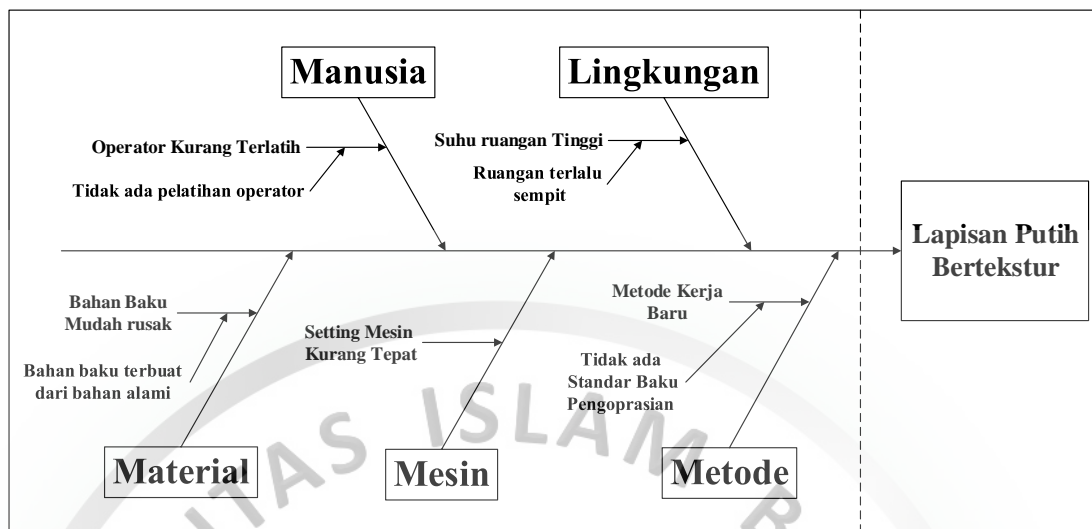 Manusia
Lingkungan
Operator Kurang Terlatih
Tidak ada pelatihan operator
Suhu ruangan Tinggi
Ruangan terlalu
sempit
Lapisan Putih
Bertekstur
Bahan Baku
Mudah rusak
Bahan baku terbuat
dari bahan alami
Setting Mesin
Kurang Tepat
Metode Kerja
Baru
Tidak ada
Standar Baku
Pengoprasian
Material
Mesin
Metode
ITAS ISLAM